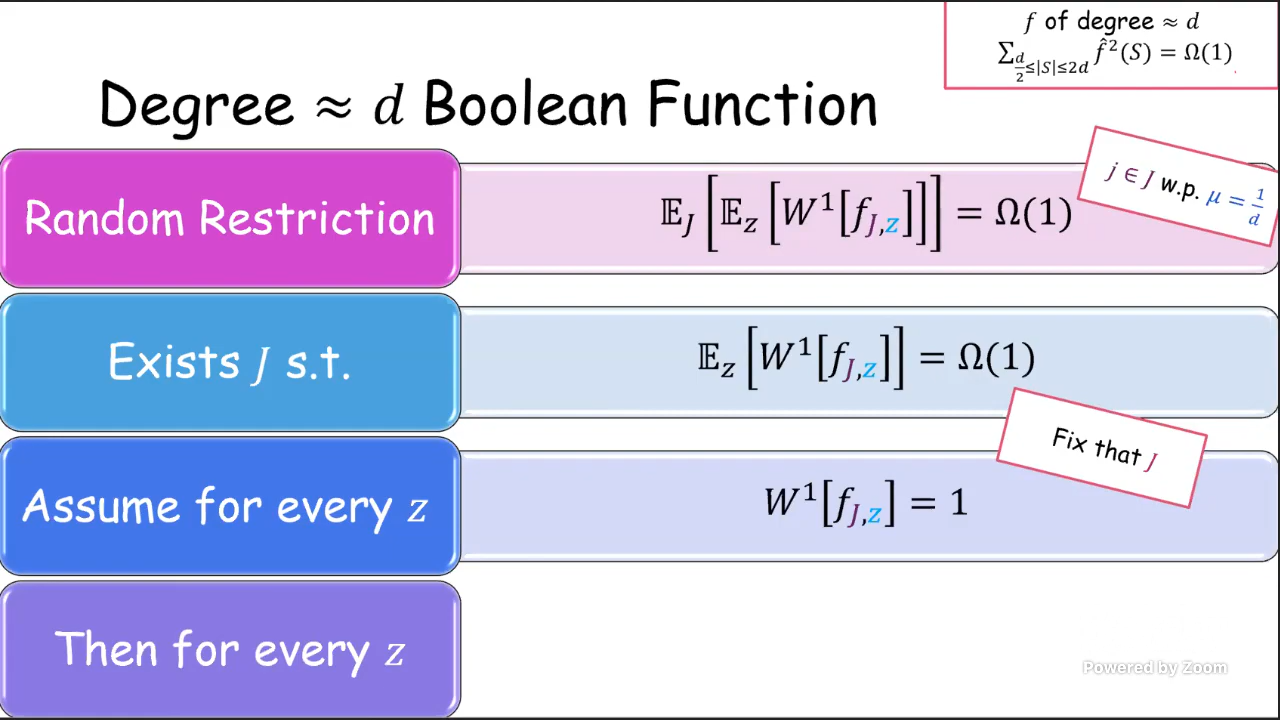 f of degree ≈ d
∑_{d/2≤|S|≤2d} f̂²(S) = Ω(1)
Degree ≈ d Boolean Function
j ∈ J w.p. μ = 1/d
Random Restriction
𝔼_J [𝔼_z [W¹[f_{J,z}]]] = Ω(1)
Exists J s.t.
𝔼_z [W¹[f_{J,z}]] = Ω(1)
Fix that J
Assume for every z
W¹[f_{J,z}] = 1
Then for every z
Powered by Zoom